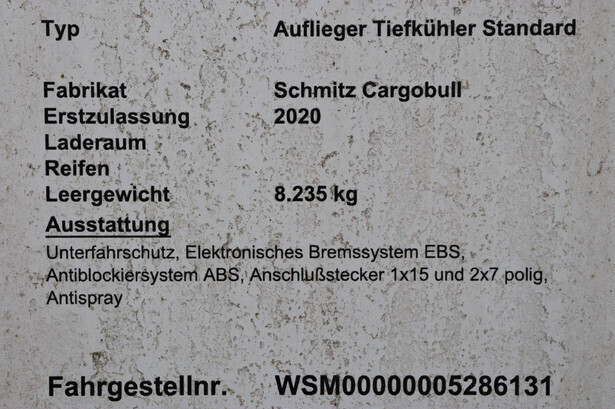 Typ Auflieger Tiefkühler Standard
Fabrikat Schmitz Cargobull
Erstzulassung 2020
Laderaum
Reifen
Leergewicht 8.235 kg
Ausstattung
Unterfahrschutz, Elektronisches Bremssystem EBS,
Antiblockiersystem ABS, Anschlußstecker 1x15 und 2x7 polig,
Antispray
Fahrgestellnr. WSM00000005286131